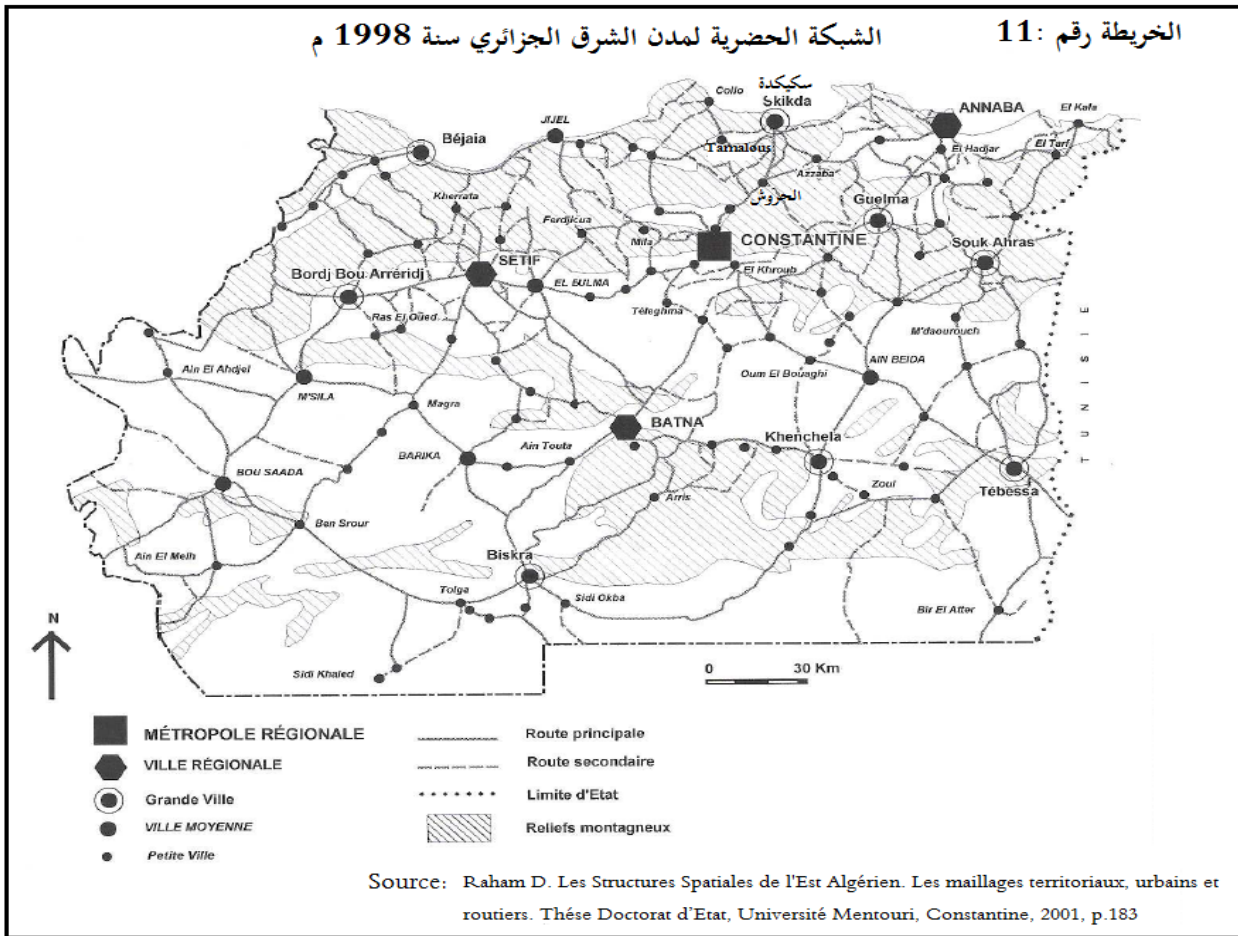 الخريطة رقم :11
الشبكة الحضرية لمدن الشرق الجزائري سنة 1998 م
سكيكدة
Skikda
Collo
ANNABA
El Kala
JIJEL
Béjaia
Tamalous
El Hadjar
El Tarf
Azzaba
Kherrata
الحروش
Guelma
Ferdjioua
Mila
CONSTANTINE
Souk Ahras
SETIF
El Khroub
Bordj Bou Arréridj
EL EULMA
Téleghma
Ras El Oued
M'daourouch
TUNISIE
Ain El Ahdjel
M'SILA
Oum El Bouaghi
AIN BEIDA
Magra
BATNA
Ain Touta
Khenchela
BARIKA
BOU SAADA
Zoui
Tébessa
Arris
Ben Srour
Ain El Melh
Biskra
Tolga
Sidi Okba
Bir El Atter
N
Sidi Khaled
0 30 Km
MÉTROPOLE RÉGIONALE
Route principale
VILLE RÉGIONALE
Route secondaire
Grande Ville
Limite d'Etat
VILLE MOYENNE
Reliefs montagneux
Petite Ville
Source: Raham D. Les Structures Spatiales de l'Est Algérien. Les maillages territoriaux, urbains et
routiers. Thése Doctorat d'Etat, Université Mentouri, Constantine, 2001, p.183